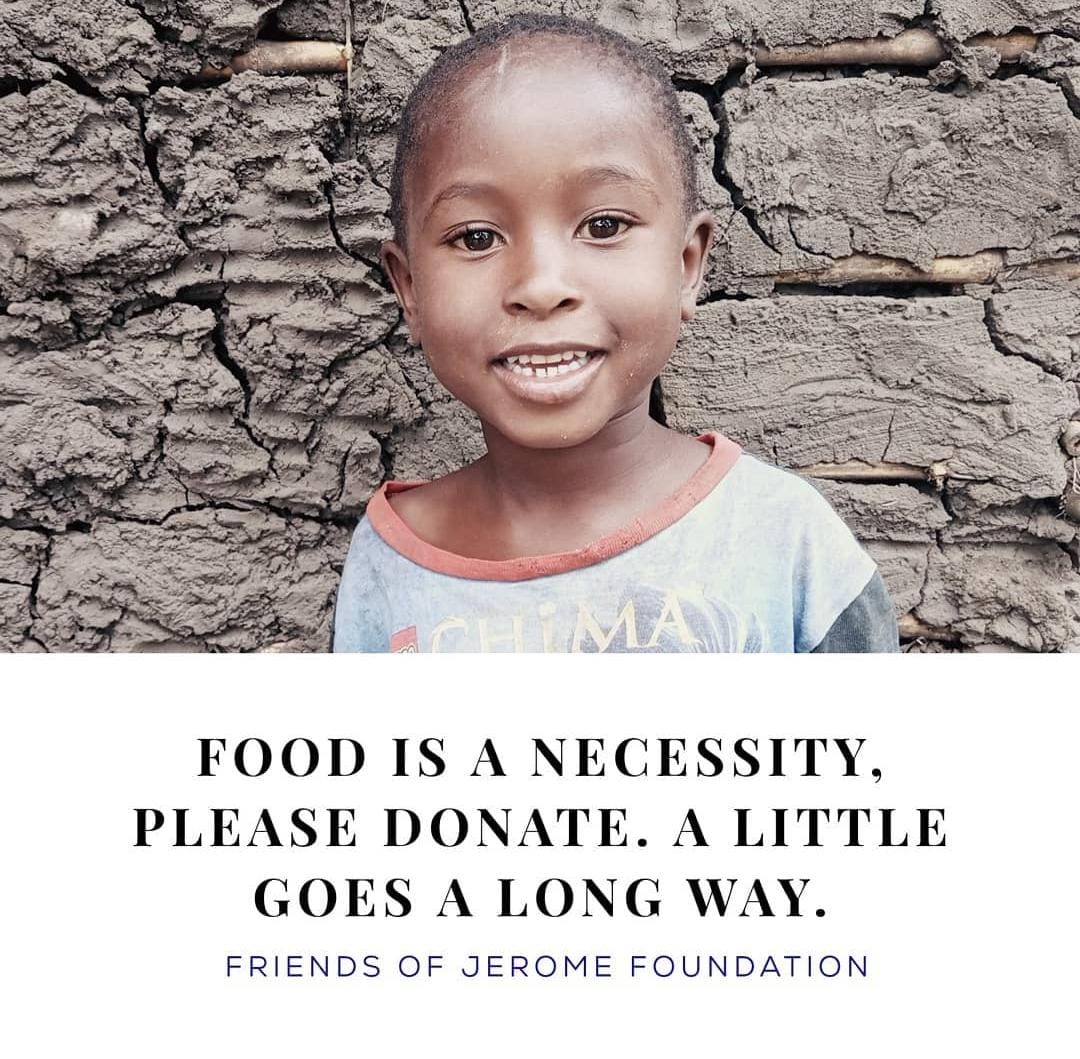 CHiMA
FOOD IS A NECESSITY,
PLEASE DONATE. A LITTLE
GOES A LONG WAY.
FRIENDS OF JEROME FOUNDATION